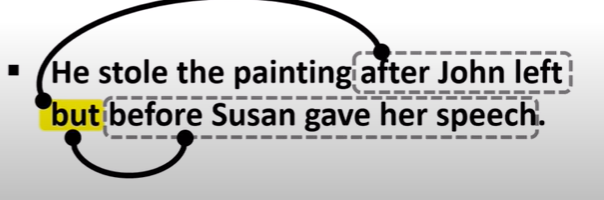 ▪ He stole the painting after John left
but before Susan gave her speech.